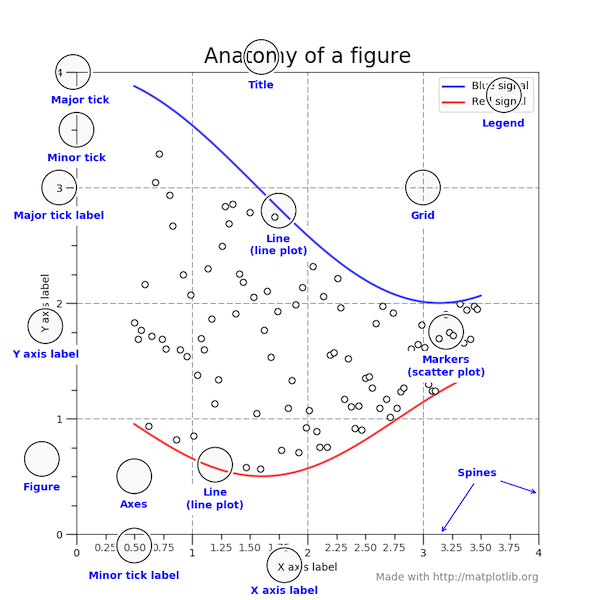 Anatomy of a figure
Title
Blue signal
Red signal
Legend
4
Major tick
Minor tick
3
Major tick label
Grid
Line
(line plot)
2
Y axis label
Y axis label
Markers
(scatter plot)
1
Line
(line plot)
Figure
Axes
Spines
0
0 0.25 0.50 0.75 1 1.25 1.50 1.75 2 2.25 2.50 2.75 3 3.25 3.50 3.75 4
Minor tick label
X axis label
X axis label
Made with http://matplotlib.org